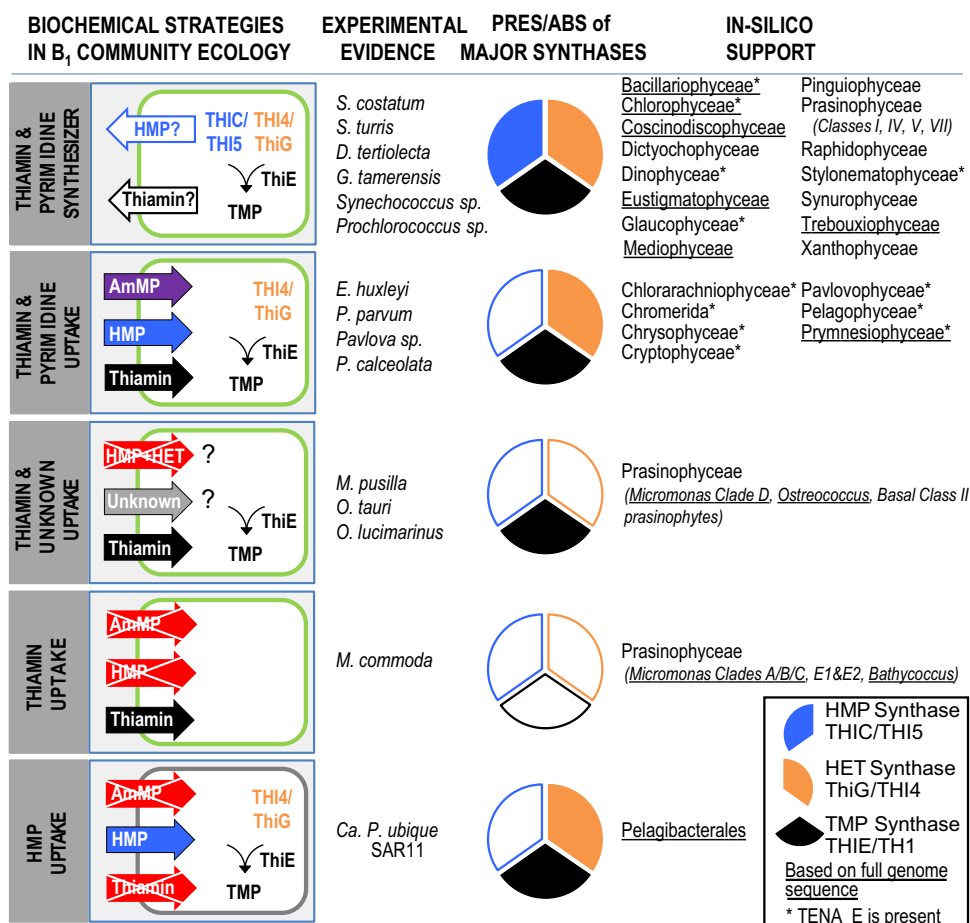 BIOCHEMICAL STRATEGIES
IN B₁ COMMUNITY ECOLOGY
EXPERIMENTAL
EVIDENCE
PRES/ABS of
MAJOR SYNTHASES
IN-SILICO
SUPPORT
THIAMIN &
PYRIMIDINE
SYNTHESIZER
HMP?
THIC/ THI4/
THI5 ThiG
ThiE
Thiamin?
TMP
S. costatum
S. turris
D. tertiolecta
G. tamerensis
Synechococcus sp.
Prochlorococcus sp.
Bacillariophyceae*
Chlorophyceae*
Coscinodiscophyceae
Dictyochophyceae
Dinophyceae*
Eustigmatophyceae
Glaucophyceae*
Mediophyceae
Pinguiophyceae
Prasinophyceae
(Classes I, IV, V, VII)
Raphidophyceae
Stylonematophyceae*
Synurophyceae
Trebouxiophyceae
Xanthophyceae
THIAMIN &
PYRIMIDINE
UPTAKE
AmMP
HMP
Thiamin
THI4/
ThiG
ThiE
TMP
E. huxleyi
P. parvum
Pavlova sp.
P. calceolata
Chlorarachniophyceae*
Chromerida*
Chrysophyceae*
Cryptophyceae*
Pavlovophyceae*
Pelagophyceae*
Prymnesiophyceae*
THIAMIN &
UNKNOWN
UPTAKE
HMP+HET ?
Unknown ?
Thiamin
ThiE
TMP
M. pusilla
O. tauri
O. lucimarinus
Prasinophyceae
(Micromonas Clade D, Ostreococcus, Basal Class II
prasinophytes)
THIAMIN
UPTAKE
AmMP
HMP
Thiamin
M. commoda
Prasinophyceae
(Micromonas Clades A/B/C, E1&E2, Bathycoccus)
HMP
UPTAKE
AmMP
HMP
Thiamin
THI4/
ThiG
ThiE
TMP
Ca. P. ubique
SAR11
Pelagibacterales
HMP Synthase
THIC/THI5
HET Synthase
ThiG/THI4
TMP Synthase
THIE/TH1
Based on full genome
sequence
* TENA_E is present